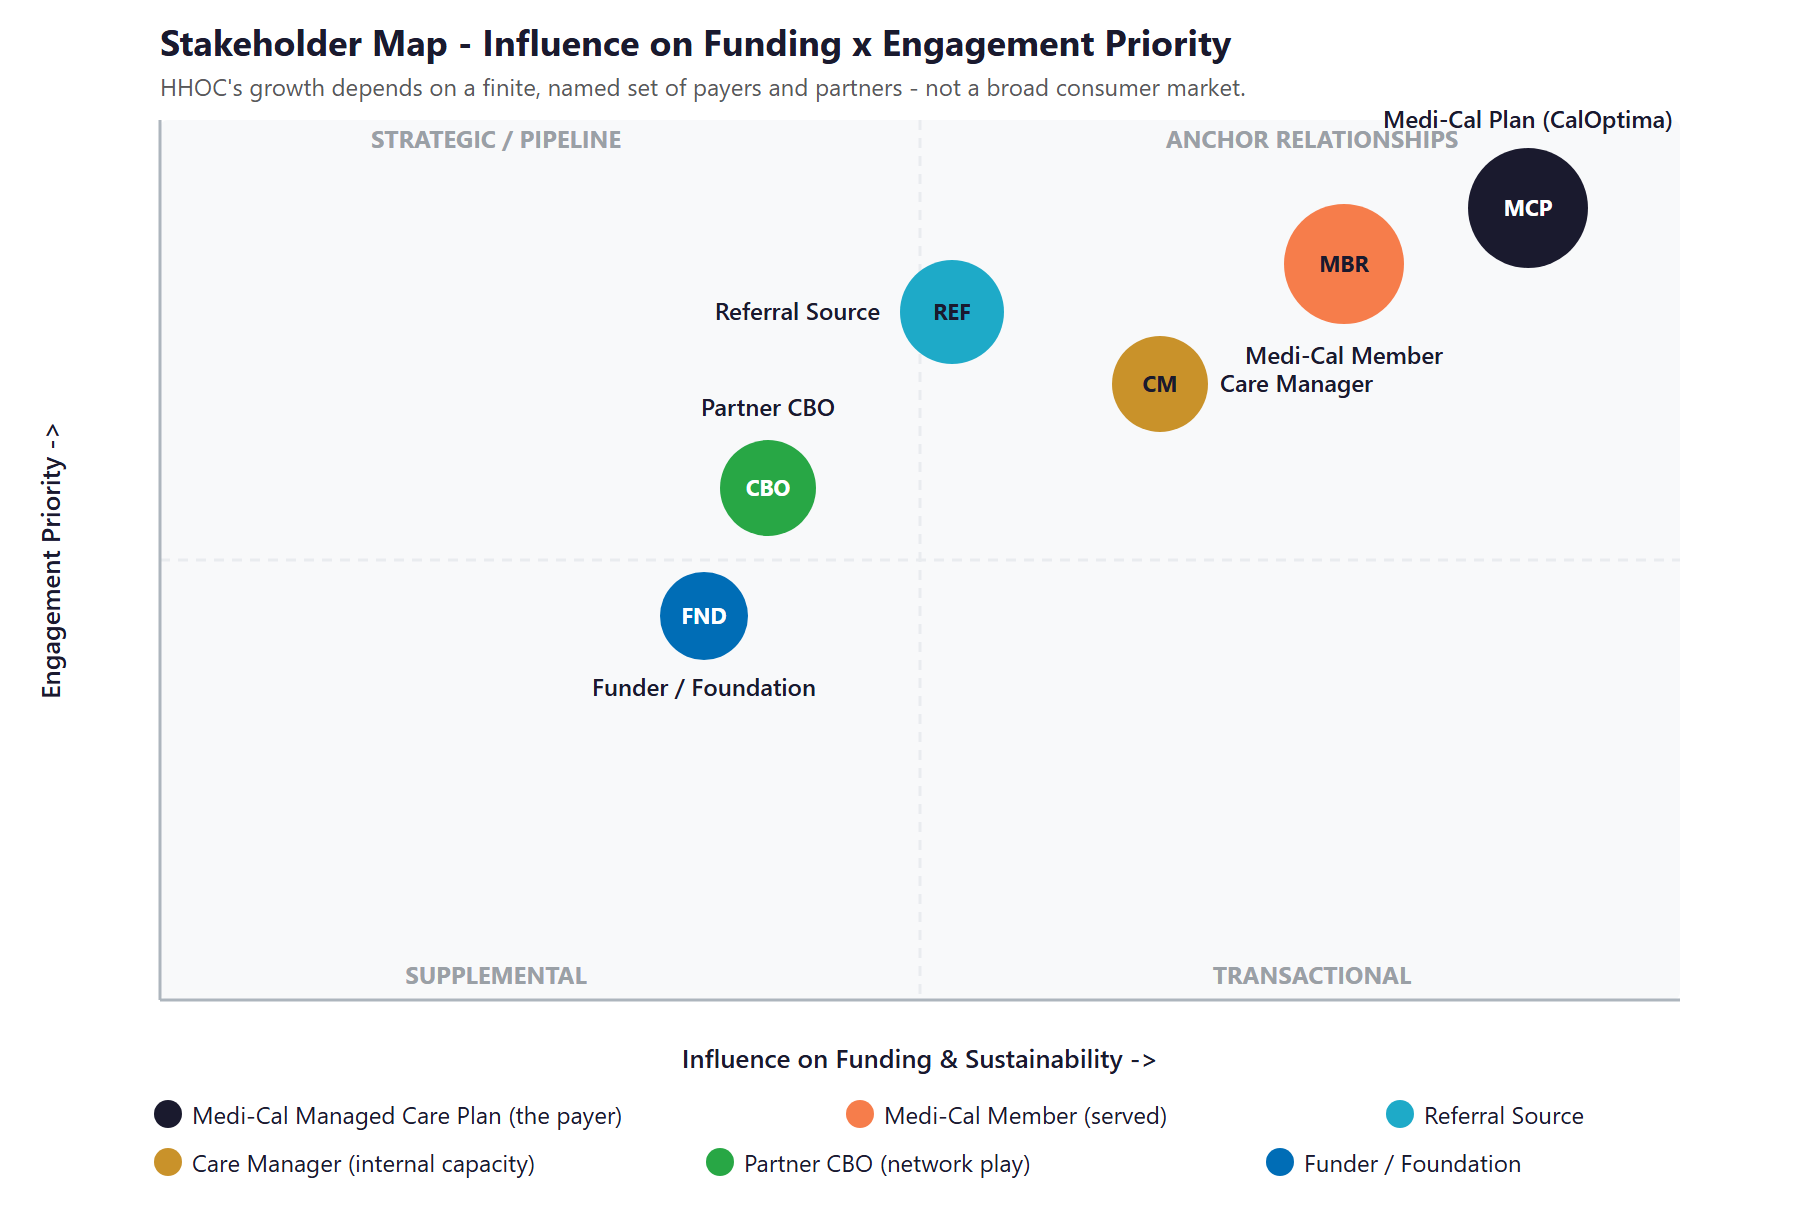 Stakeholder Map - Influence on Funding x Engagement Priority
HHOC's growth depends on a finite, named set of payers and partners - not a broad consumer market.
Medi-Cal Plan (CalOptima)
STRATEGIC / PIPELINE
ANCHOR RELATIONSHIPS
MCP
MBR
Referral Source
REF
Medi-Cal Member
CM
Care Manager
Partner CBO
CBO
FND
Funder / Foundation
Engagement Priority ->
SUPPLEMENTAL
TRANSACTIONAL
Influence on Funding & Sustainability ->
Medi-Cal Managed Care Plan (the payer)
Medi-Cal Member (served)
Referral Source
Care Manager (internal capacity)
Partner CBO (network play)
Funder / Foundation